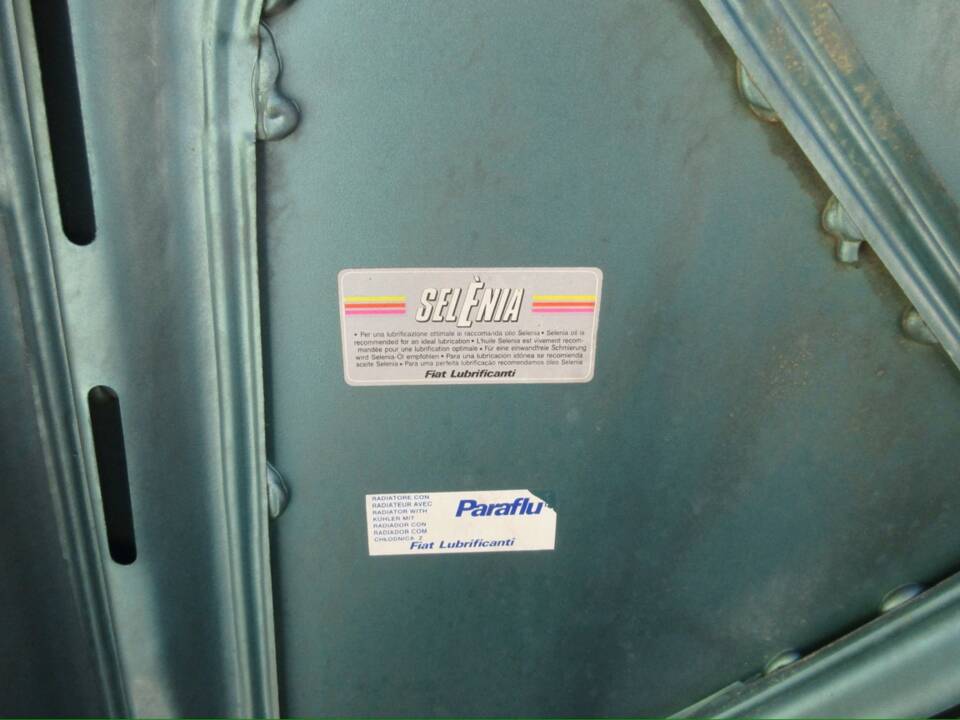 SELÈNIA
• Per una lubrificazione ottimale si raccomanda olio Selenia • Selenia oil is
recommended for an ideal lubrication • L'huile Selenia est vivement recom-
mandée pour une lubrification optimale • Für eine einwandfreie Schmierung
wird Selenia-Öl empfohlen • Para una lubricación idónea se recomienda
aceite Selenia • Para uma perfeita lubrificação recomendamos óleo Selenia
Fiat Lubrificanti
RADIATORE CON
RADIATEUR AVEC
RADIATOR WITH
KÜHLER MIT
RADIADOR CON
RADIADOR COM
CHŁODNICA Z
Paraflu
Fiat Lubrificanti